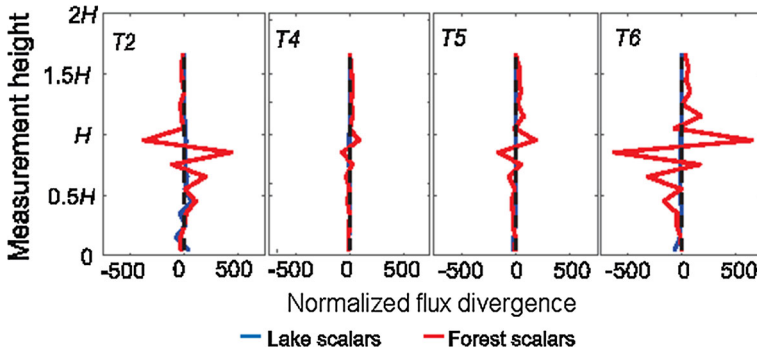 2H
T2 T4 T5 T6
1.5H
H
0.5H
0
Measurement height
-500 0 500 -500 0 500 -500 0 500 -500 0 500
Normalized flux divergence
Lake scalars Forest scalars